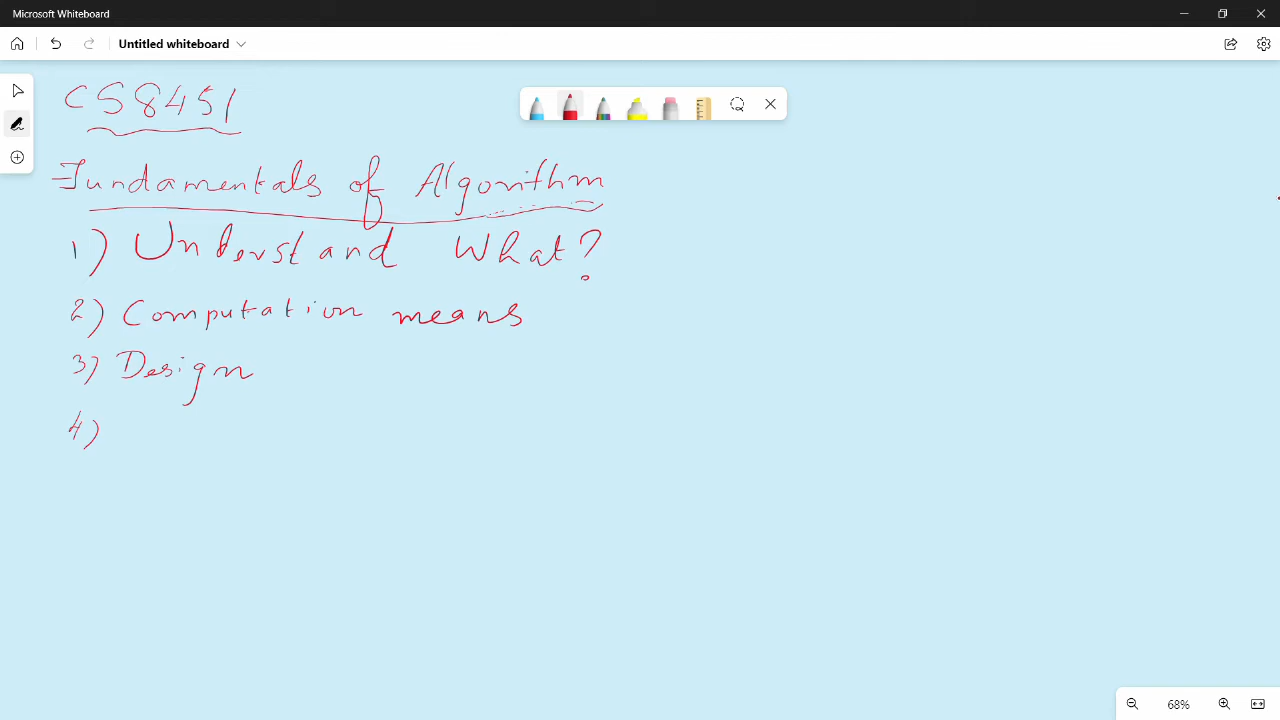 Microsoft Whiteboard
Untitled whiteboard
CS8451
Fundamentals of Algorithm
1) Understand What?
2) Computation means
3) Design
4)
68%